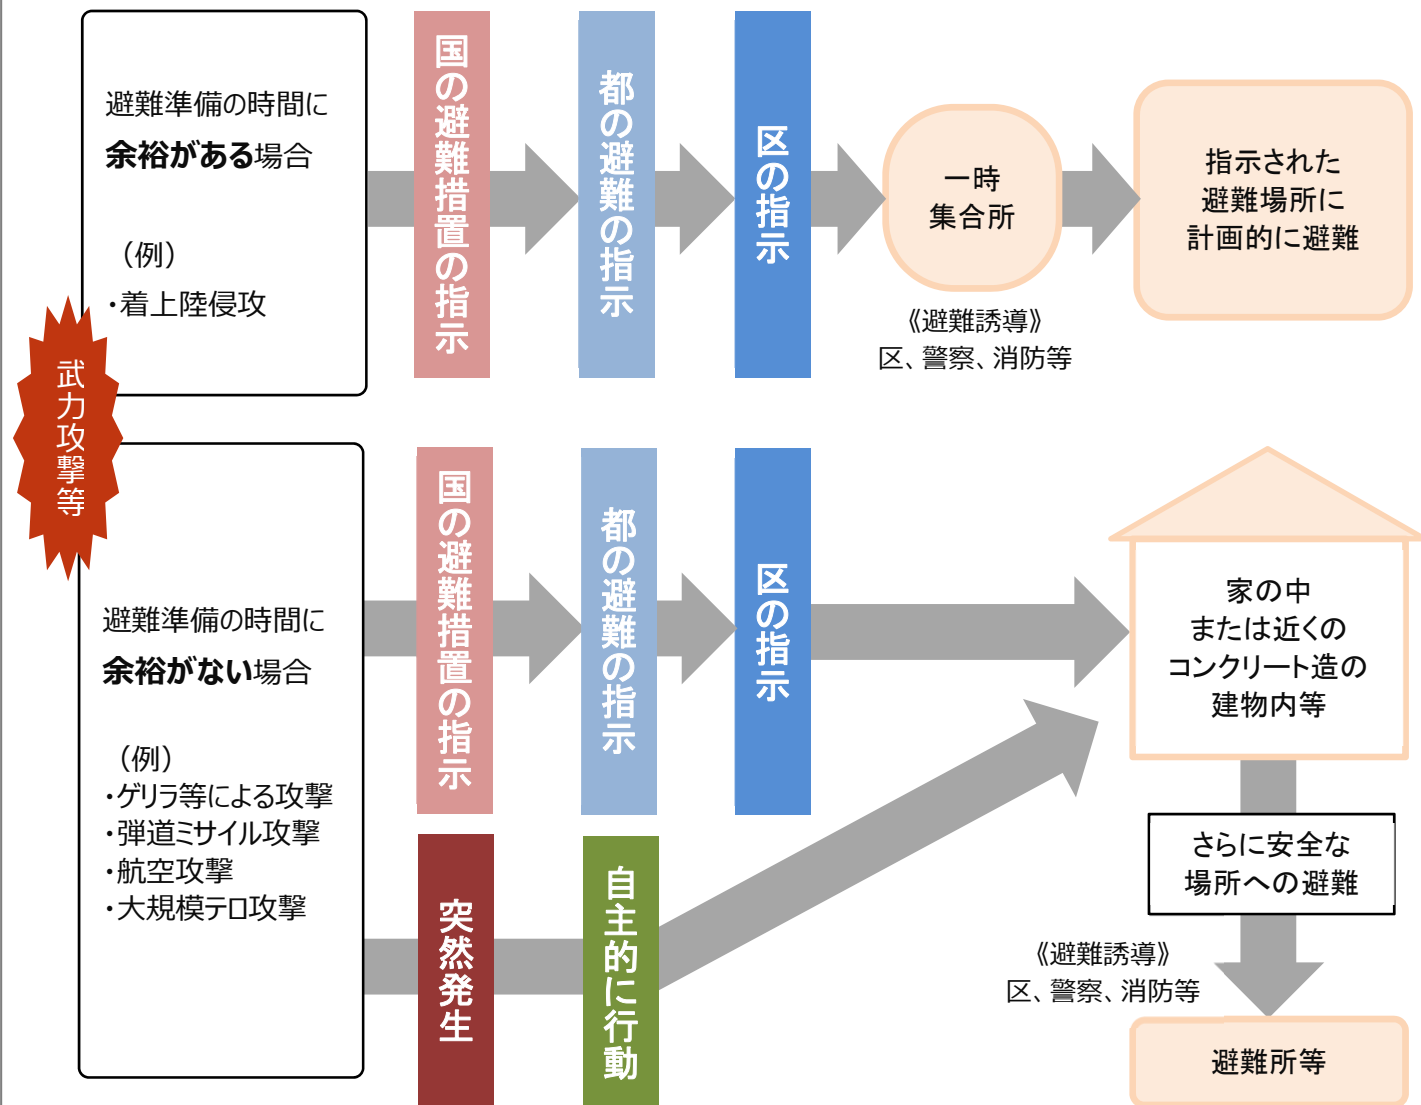 武力攻撃等
避難準備の時間に
余裕がある場合
（例）
・着上陸侵攻
国の避難措置の指示
都の避難の指示
区の指示
一時
集合所
《避難誘導》
区、警察、消防等
指示された
避難場所に
計画的に避難
避難準備の時間に
余裕がない場合
（例）
・ゲリラ等による攻撃
・弾道ミサイル攻撃
・航空攻撃
・大規模テロ攻撃
国の避難措置の指示
都の避難の指示
区の指示
突然発生
自主的に行動
家の中
または近くの
コンクリート造の
建物内等
さらに安全な
場所への避難
《避難誘導》
区、警察、消防等
避難所等